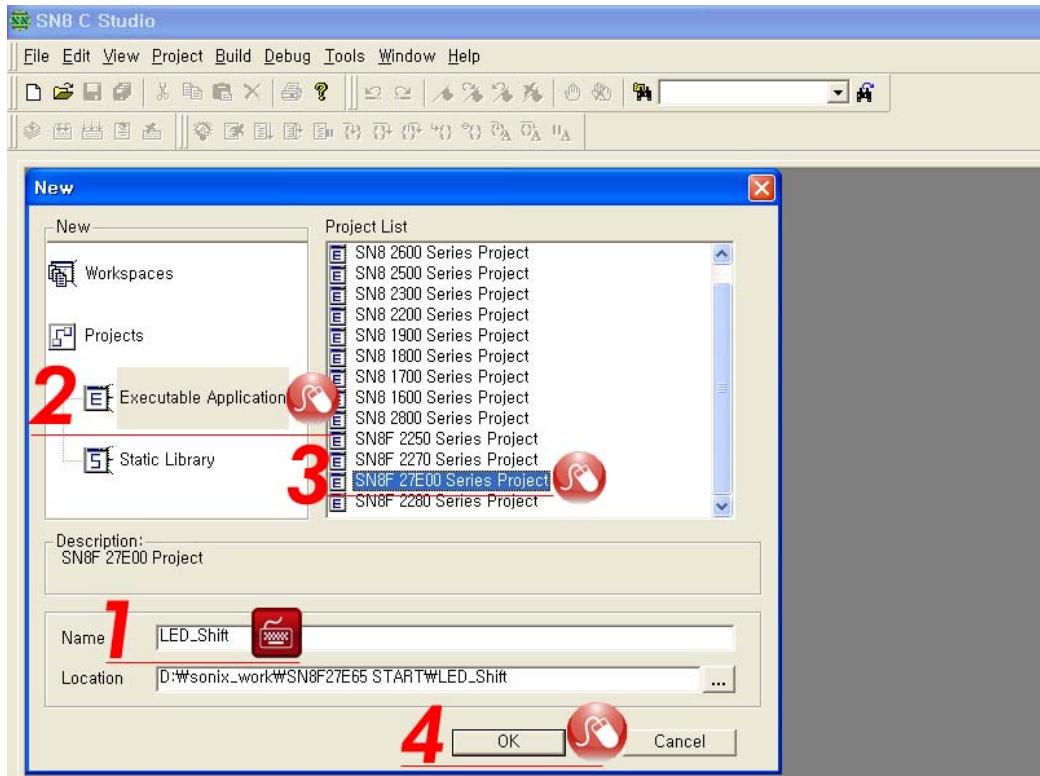 SN8 C Studio
File Edit View Project Build Debug Tools Window Help
New
New
Workspaces
Projects
2
Executable Application
Static Library
Project List
SN8 2600 Series Project
SN8 2500 Series Project
SN8 2300 Series Project
SN8 2200 Series Project
SN8 1900 Series Project
SN8 1800 Series Project
SN8 1700 Series Project
SN8 1600 Series Project
SN8 2800 Series Project
SN8F 2250 Series Project
SN8F 2270 Series Project
3
SN8F 27E00 Series Project
SN8F 2280 Series Project
Description:
SN8F 27E00 Project
1
Name LED_Shift
Location D:₩sonix_work₩SN8F27E65 START₩LED_Shift ...
4
OK Cancel